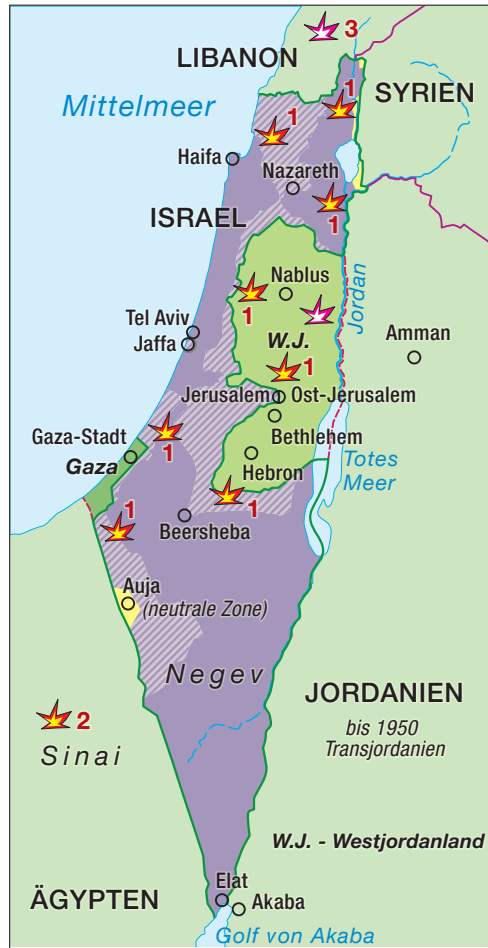 3
LIBANON
1
SYRIEN
Mittelmeer
1
Haifa
Nazareth
ISRAEL
1
Nablus
1
Jordan
Tel Aviv
W.J.
Amman
Jaffa
1
Jerusalem
Ost-Jerusalem
Gaza-Stadt
1
Bethlehem
Gaza
Hebron
Totes
Meer
1
1
Beersheba
Auja
(neutrale Zone)
Negev
JORDANIEN
2
bis 1950
Transjordanien
Sinai
W.J. - Westjordanland
ÄGYPTEN
Elat
Akaba
Golf von Akaba